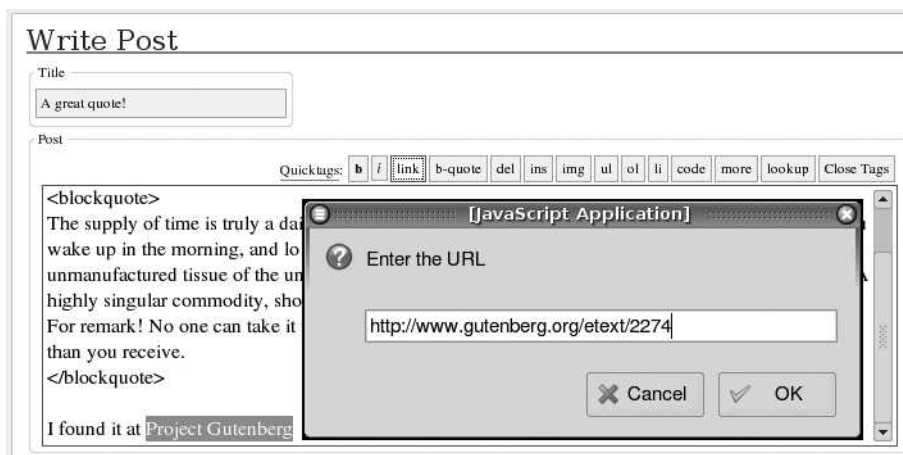 Write Post
Title
A great quote!
Post
Quicktags: b i link b-quote del ins img ul ol li code more lookup Close Tags
<blockquote>
The supply of time is truly a dai
wake up in the morning, and lo
unmanufactured tissue of the un
highly singular commodity, sho
For remark! No one can take it
than you receive.
</blockquote>
I found it at Project Gutenberg
[JavaScript Application]
Enter the URL
http://www.gutenberg.org/etext/2274
Cancel OK